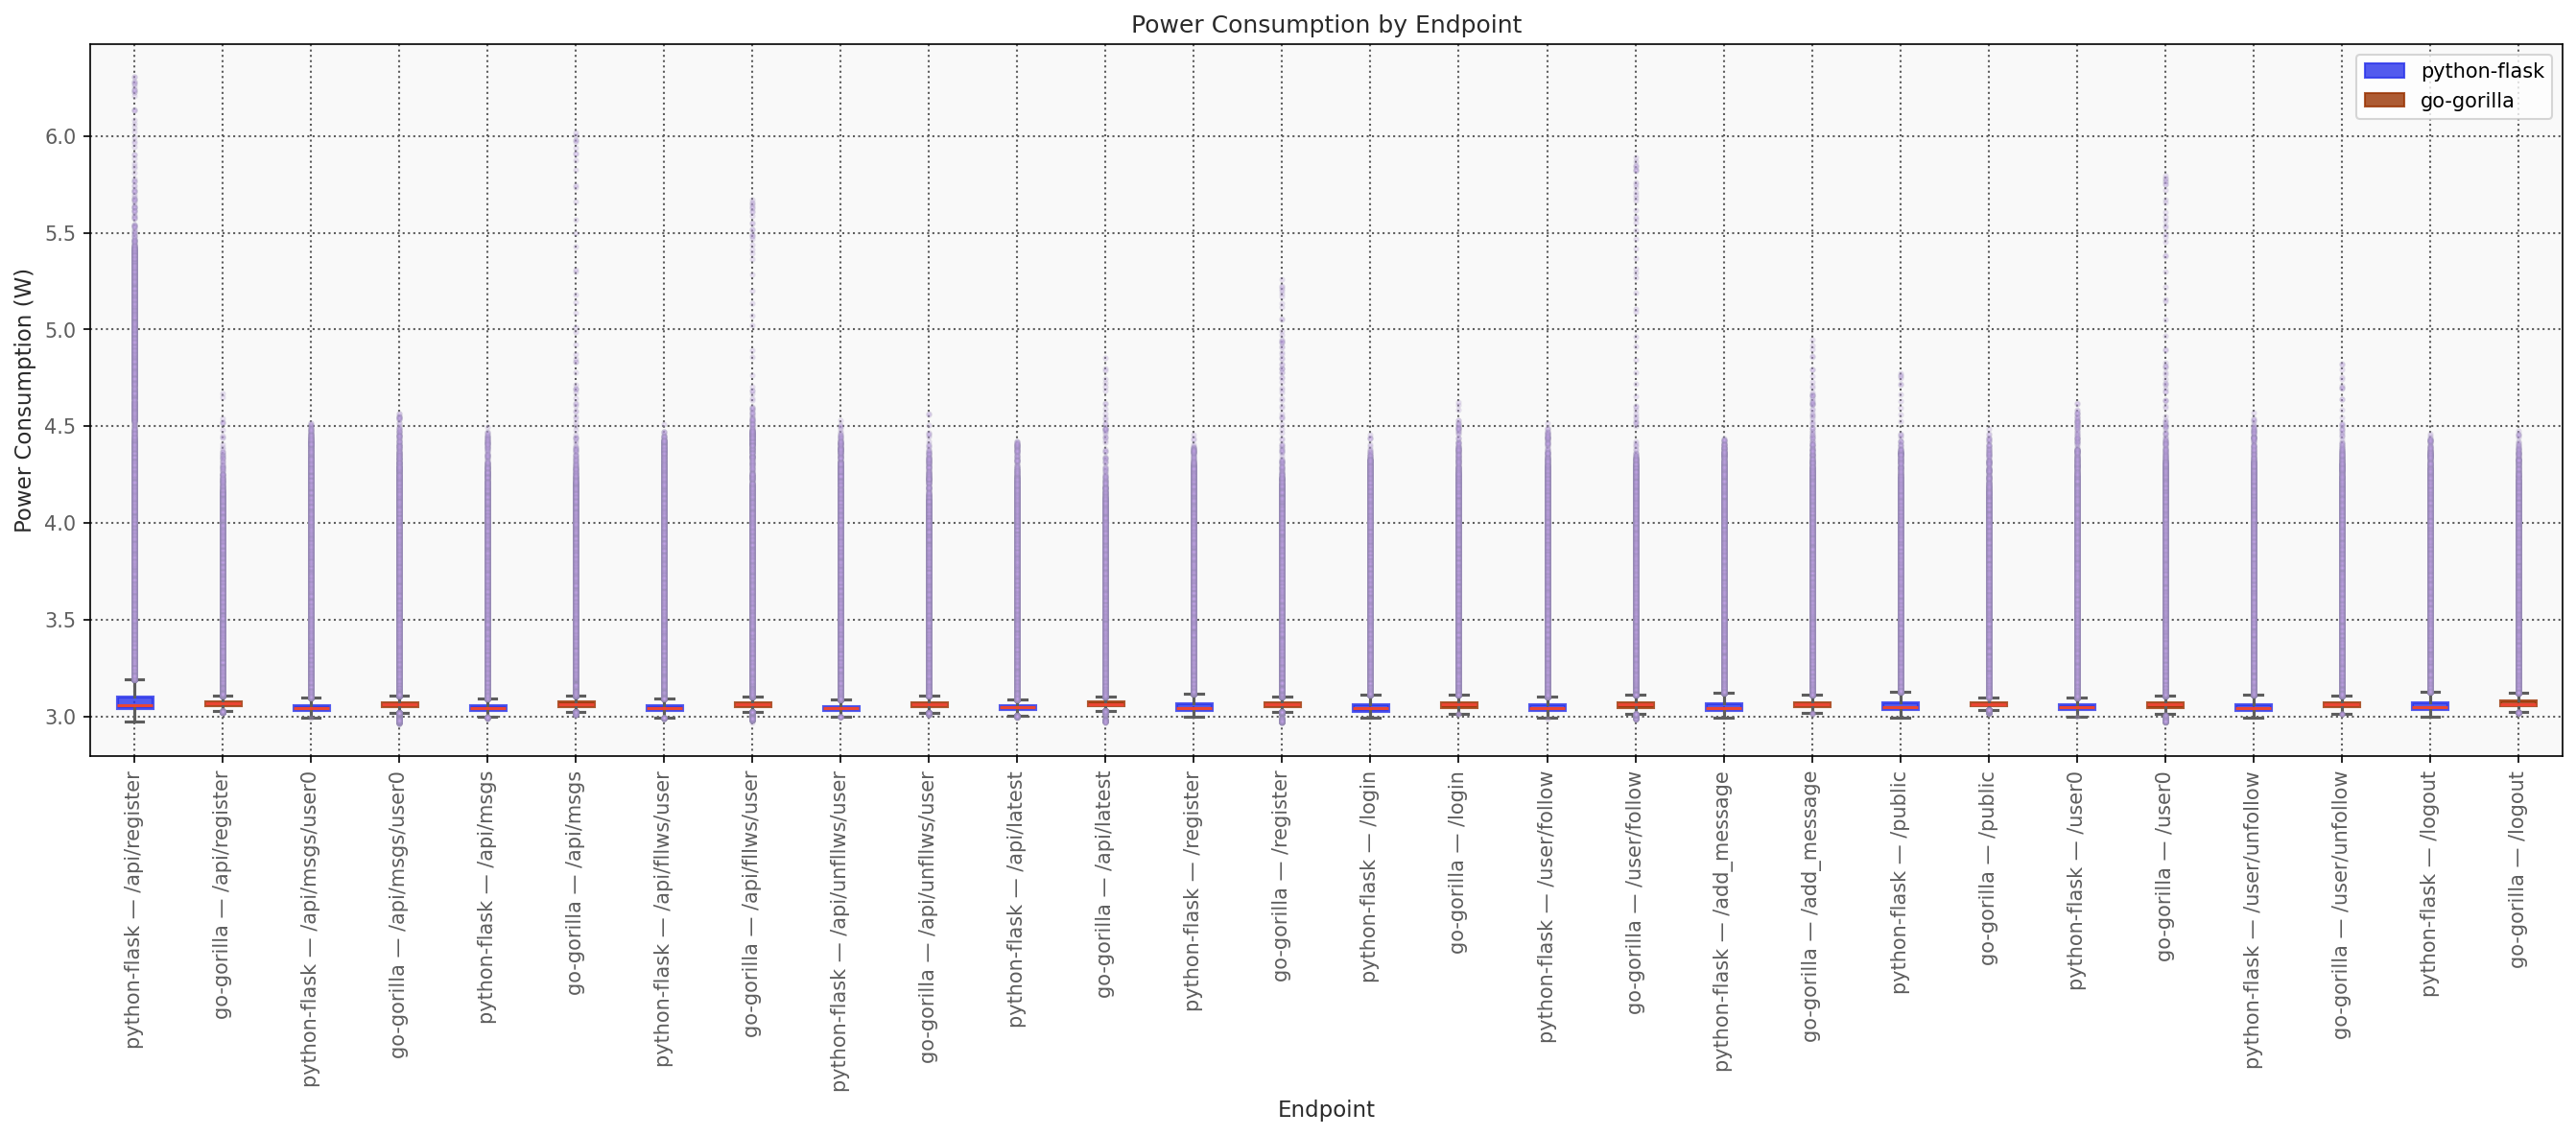 Power Consumption by Endpoint
python-flask
go-gorilla
Power Consumption (W)
6.0
5.5
5.0
4.5
4.0
3.5
3.0
python-flask — /api/register
go-gorilla — /api/register
python-flask — /api/msgs/user0
go-gorilla — /api/msgs/user0
python-flask — /api/msgs
go-gorilla — /api/msgs
python-flask — /api/fllws/user
go-gorilla — /api/fllws/user
python-flask — /api/unfllws/user
go-gorilla — /api/unfllws/user
python-flask — /api/latest
go-gorilla — /api/latest
python-flask — /register
go-gorilla — /register
python-flask — /login
go-gorilla — /login
python-flask — /user/follow
go-gorilla — /user/follow
python-flask — /add_message
go-gorilla — /add_message
python-flask — /public
go-gorilla — /public
python-flask — /user0
go-gorilla — /user0
python-flask — /user/unfollow
go-gorilla — /user/unfollow
python-flask — /logout
go-gorilla — /logout
Endpoint